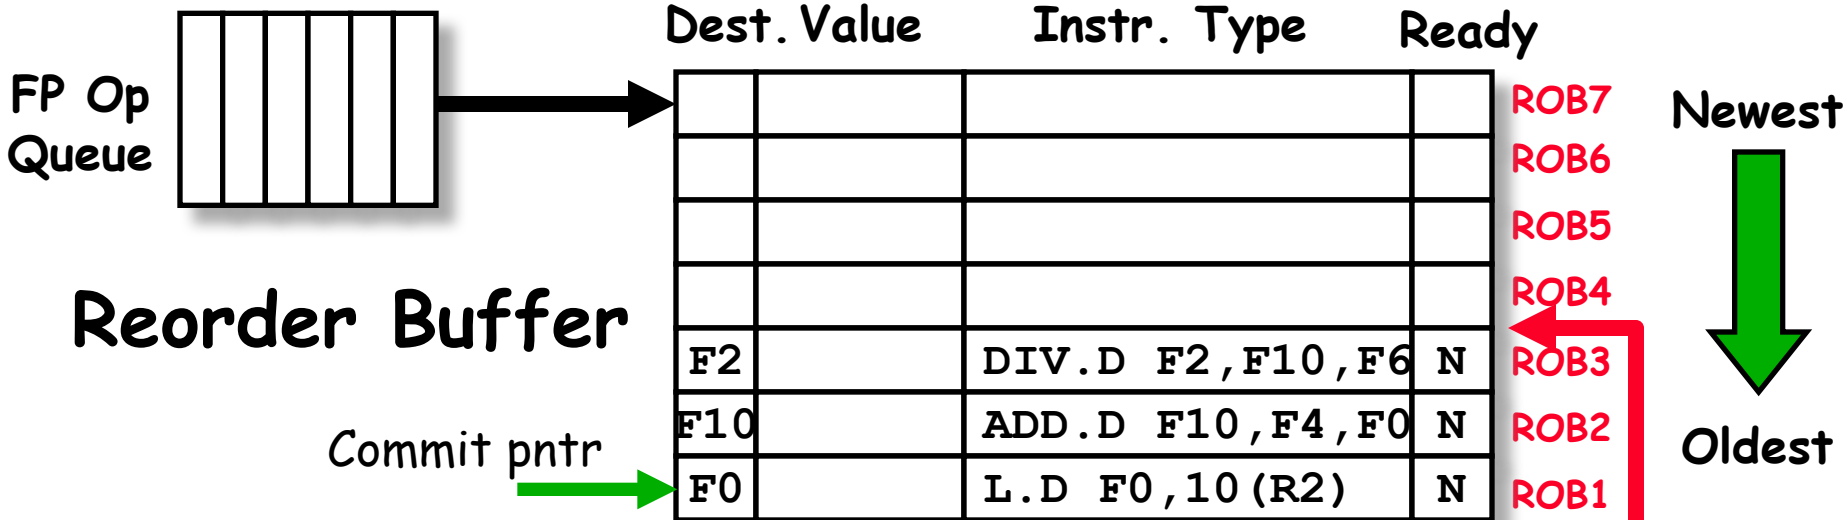 Dest. Value Instr. Type Ready
FP Op
Queue
ROB7
Newest
ROB6
ROB5
Reorder Buffer
ROB4
F2 DIV.D F2,F10,F6 N ROB3
F10 ADD.D F10,F4,F0 N ROB2
Oldest
Commit pntr
F0 L.D F0,10(R2) N ROB1